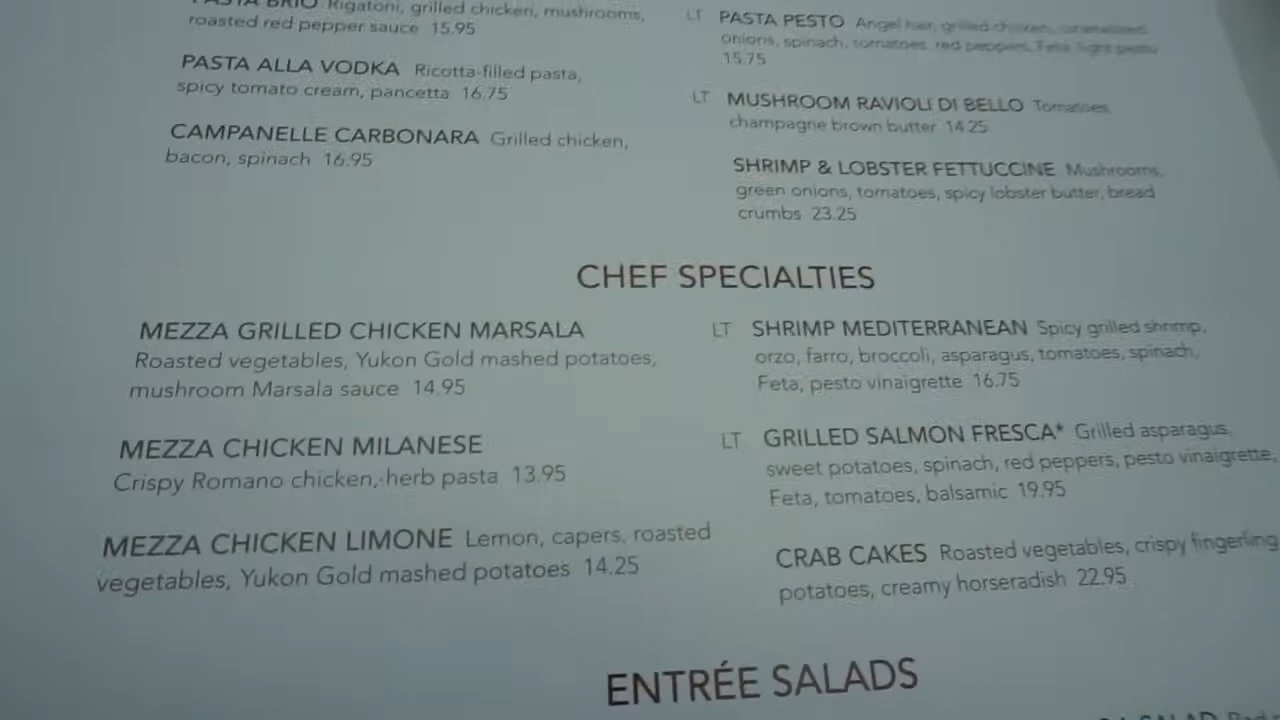 PASTA BRIO Rigatoni, grilled chicken, mushrooms,
roasted red pepper sauce 15.95
PASTA ALLA VODKA Ricotta-filled pasta,
spicy tomato cream, pancetta 16.75
CAMPANELLE CARBONARA Grilled chicken,
bacon, spinach 16.95
LT PASTA PESTO Angel hair, grilled chicken, caramelized
onions, spinach, tomatoes, red peppers, Feta, light pesto
15.75
LT MUSHROOM RAVIOLI DI BELLO Tomatoes,
champagne brown butter 14.25
SHRIMP & LOBSTER FETTUCCINE Mushrooms,
green onions, tomatoes, spicy lobster butter, bread
crumbs 23.25
CHEF SPECIALTIES
MEZZA GRILLED CHICKEN MARSALA
Roasted vegetables, Yukon Gold mashed potatoes,
mushroom Marsala sauce 14.95
MEZZA CHICKEN MILANESE
Crispy Romano chicken, herb pasta 13.95
MEZZA CHICKEN LIMONE Lemon, capers, roasted
vegetables, Yukon Gold mashed potatoes 14.25
LT SHRIMP MEDITERRANEAN Spicy grilled shrimp,
orzo, farro, broccoli, asparagus, tomatoes, spinach,
Feta, pesto vinaigrette 16.75
LT GRILLED SALMON FRESCA* Grilled asparagus,
sweet potatoes, spinach, red peppers, pesto vinaigrette,
Feta, tomatoes, balsamic 19.95
CRAB CAKES Roasted vegetables, crispy fingerling
potatoes, creamy horseradish 22.95
ENTRÉE SALADS
SALAD